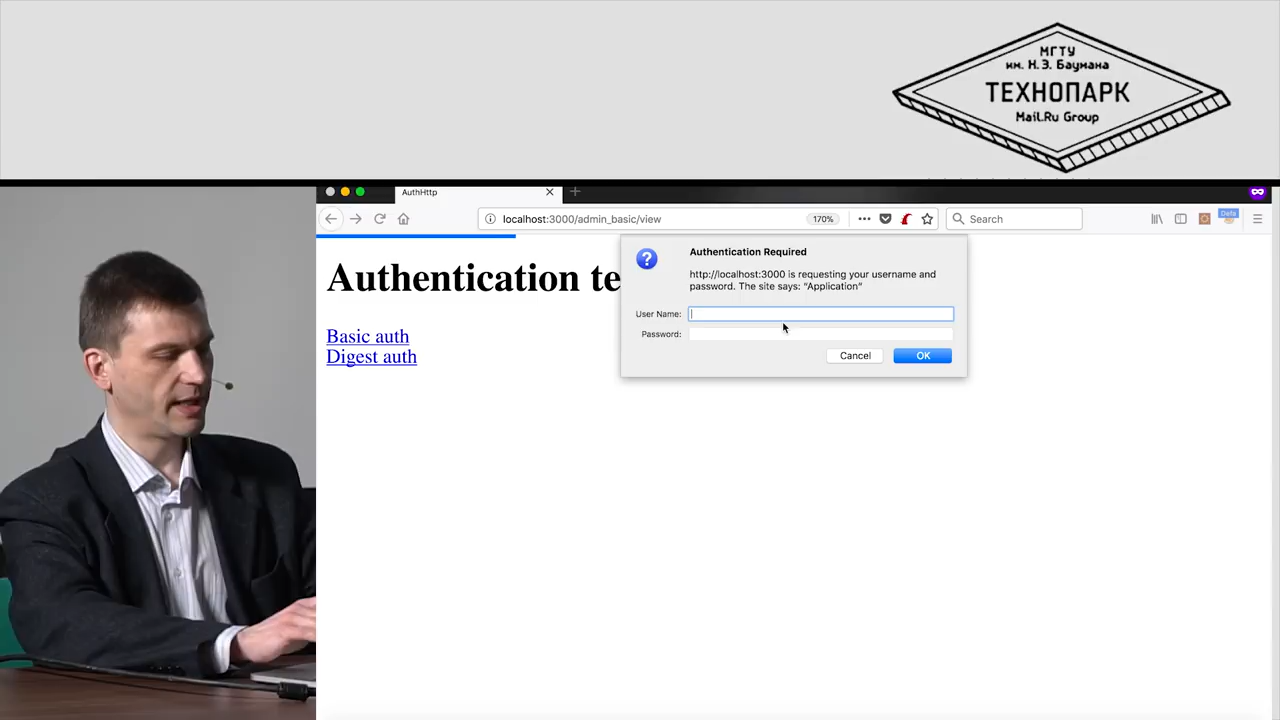 МГТУ
им. Н.Э. Баумана
ТЕХНОПАРК
Mail.Ru Group
AuthHttp
localhost:3000/admin_basic/view
170%
Search
Defa
Authentication te
Basic auth
Digest auth
Authentication Required
http://localhost:3000 is requesting your username and
password. The site says: “Application”
User Name:
Password:
Cancel
OK